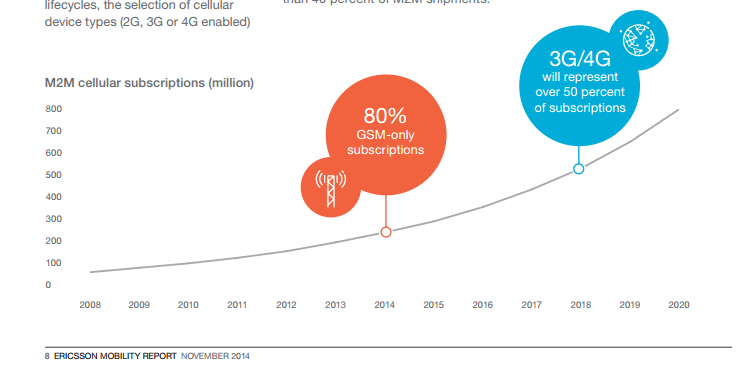 lifecycles, the selection of cellular
device types (2G, 3G or 4G enabled)
than 40 percent of M2M shipments.
M2M cellular subscriptions (million)
800
700
600
500
400
300
200
100
0
80%
GSM-only
subscriptions
3G/4G
will represent
over 50 percent
of subscriptions
2008 2009 2010 2011 2012 2013 2014 2015 2016 2017 2018 2019 2020
8 ERICSSON MOBILITY REPORT NOVEMBER 2014